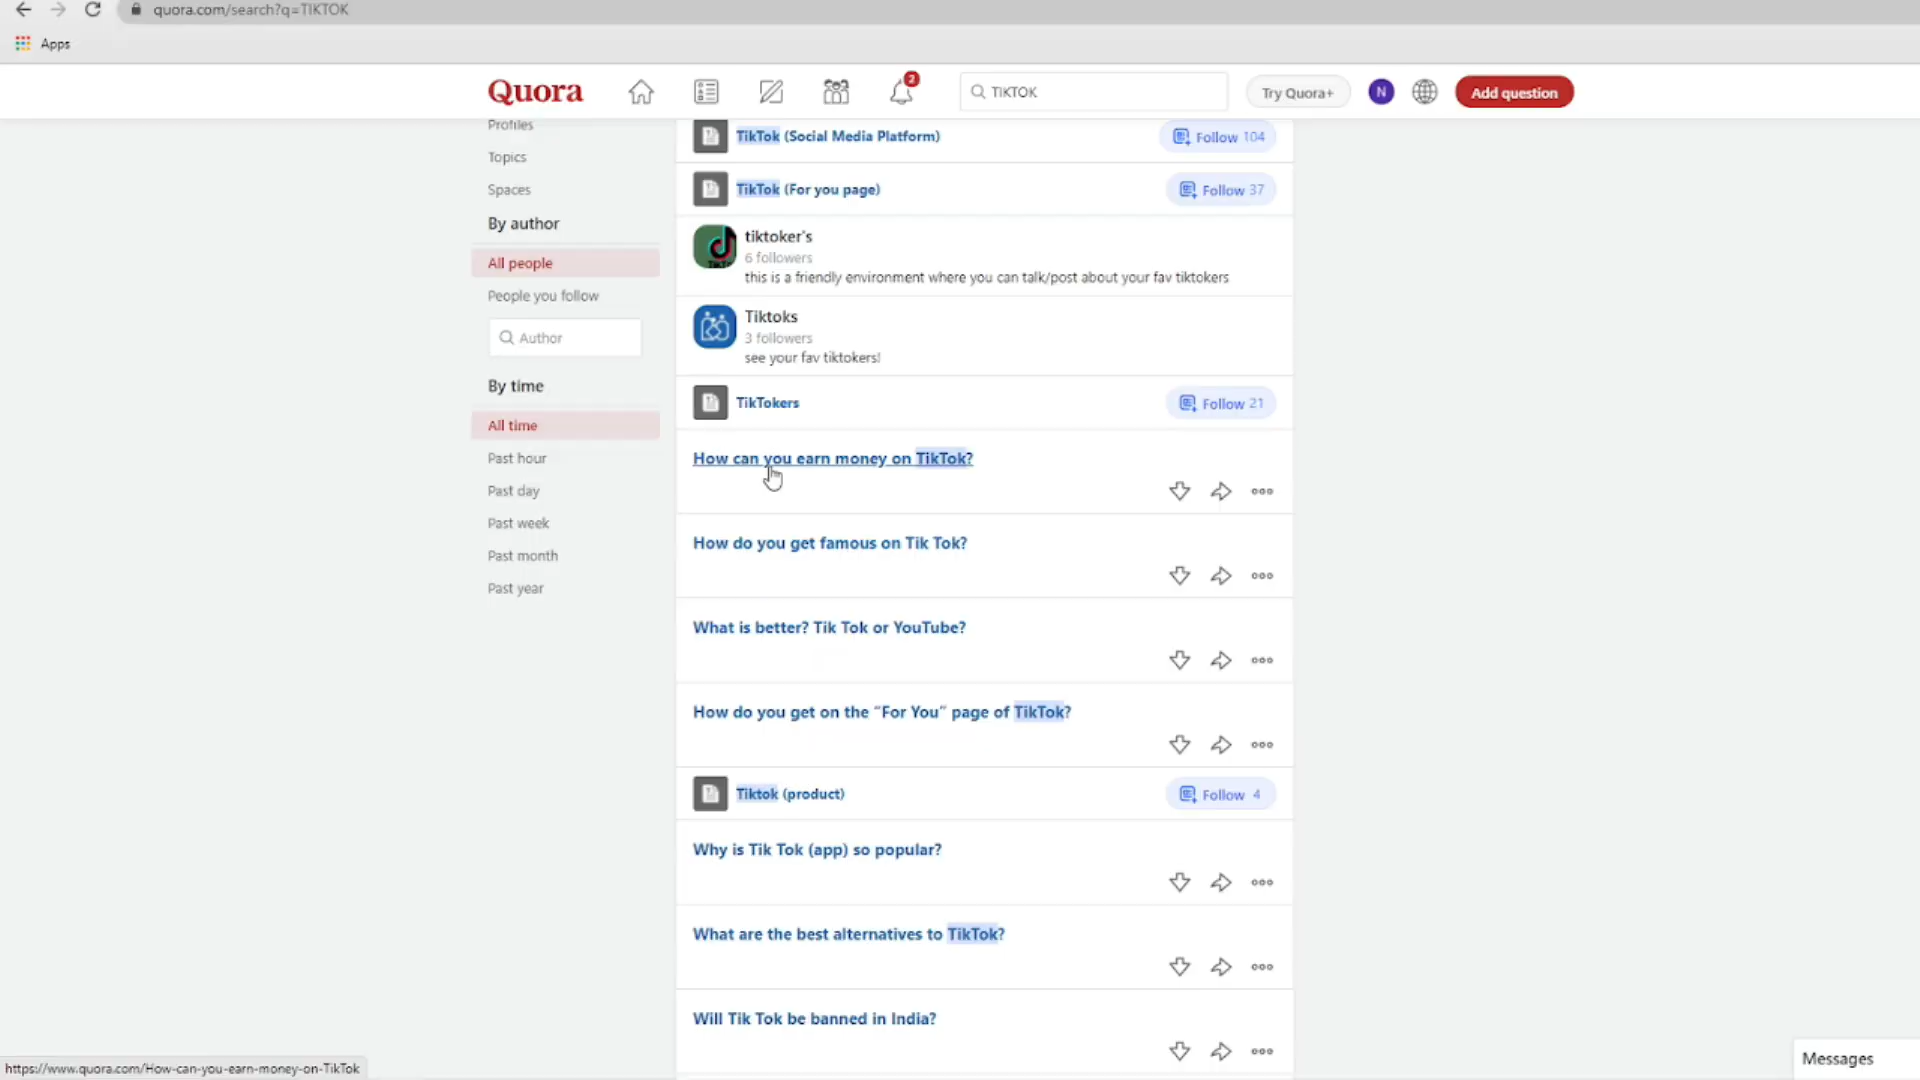 quora.com/search?q=TIKTOK
Apps
Quora
2
TIKTOK
Try Quora+
N
Add question
Profiles
Topics
Spaces
By author
All people
People you follow
Author
By time
All time
Past hour
Past day
Past week
Past month
Past year
TikTok (Social Media Platform)
Follow 104
TikTok (For you page)
Follow 37
tiktoker's
6 followers
this is a friendly environment where you can talk/post about your fav tiktokers
Tiktoks
3 followers
see your fav tiktokers!
TikTokers
Follow 21
How can you earn money on TikTok?
How do you get famous on Tik Tok?
What is better? Tik Tok or YouTube?
How do you get on the “For You” page of TikTok?
Tiktok (product)
Follow 4
Why is Tik Tok (app) so popular?
What are the best alternatives to TikTok?
Will Tik Tok be banned in India?
Messages
https://www.quora.com/How-can-you-earn-money-on-TikTok